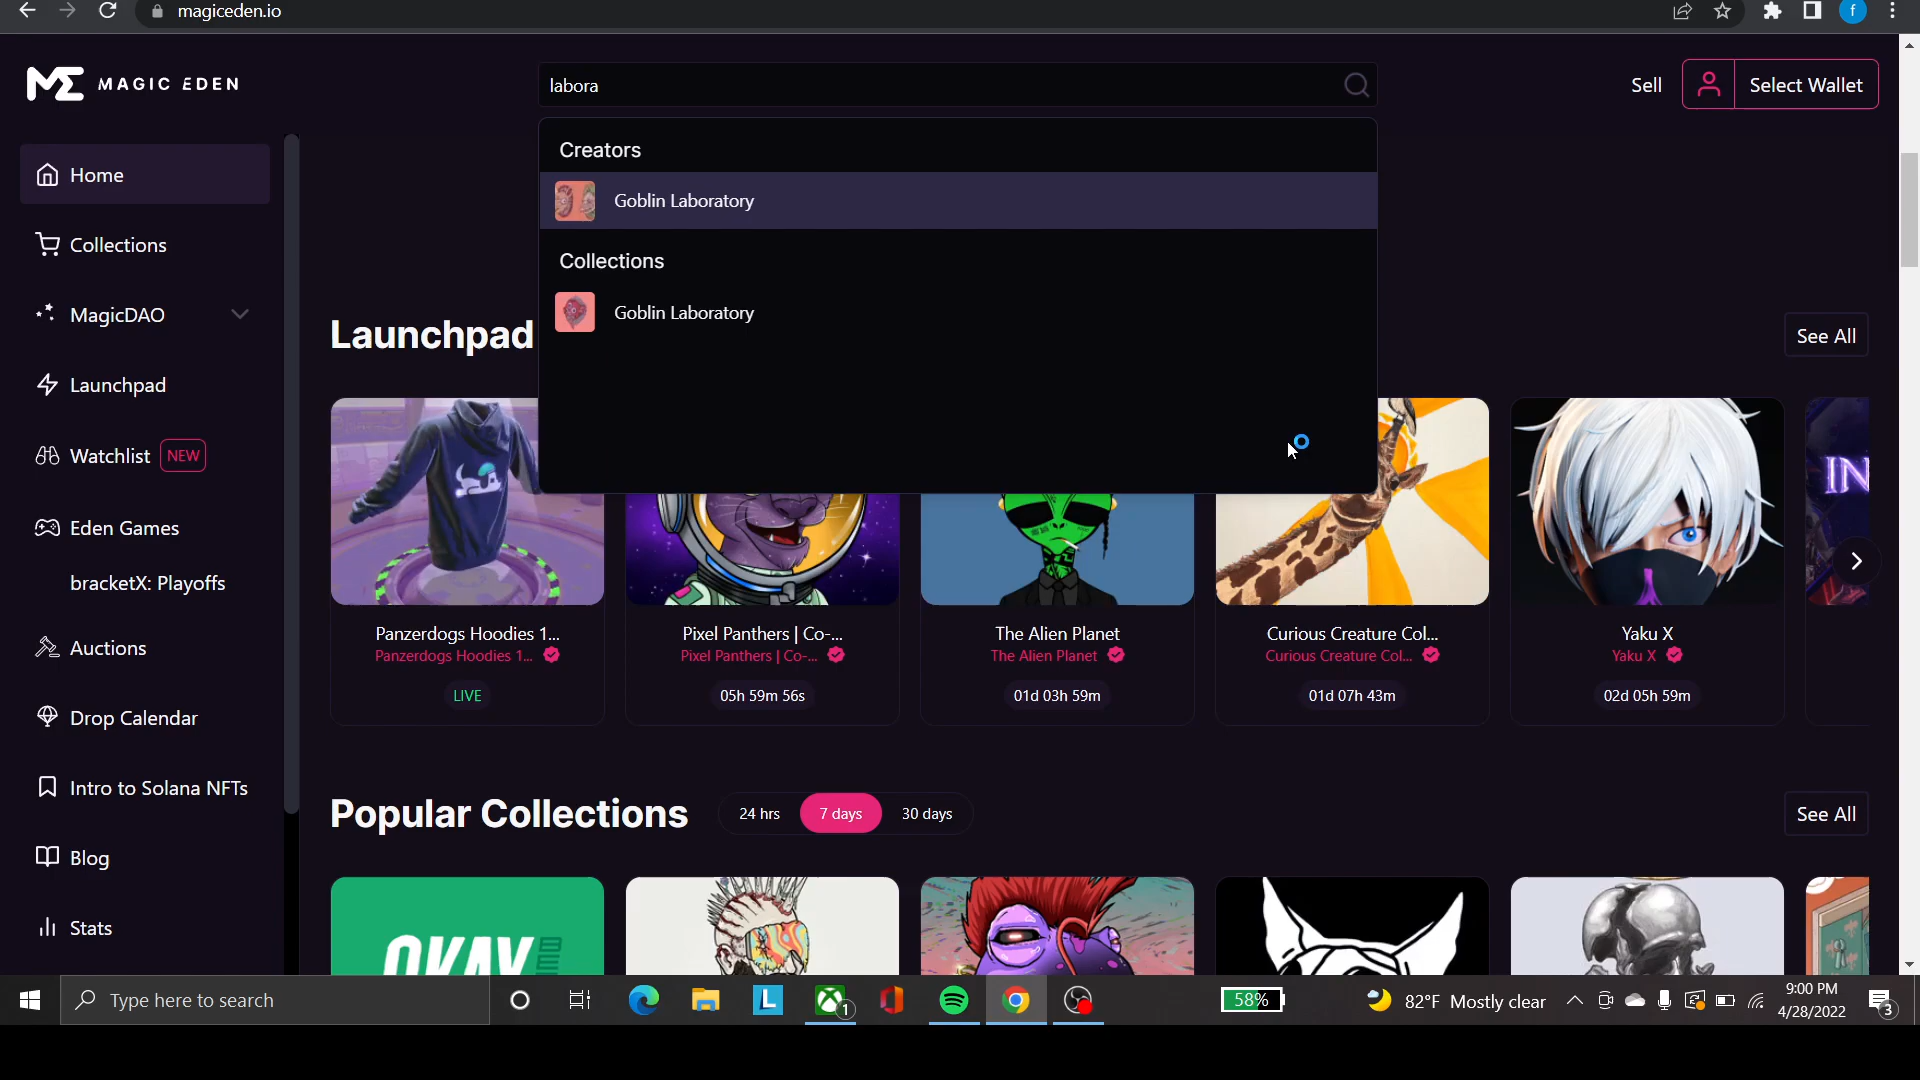 magiceden.io
f
MAGIC EDEN
labora
Sell
Select Wallet
Creators
Goblin Laboratory
Collections
Goblin Laboratory
Home
Collections
MagicDAO
Launchpad
Watchlist NEW
Eden Games
bracketX: Playoffs
Auctions
Drop Calendar
Intro to Solana NFTs
Blog
Stats
Launchpad
See All
IN
Panzerdogs Hoodies 1...
Panzerdogs Hoodies 1...
LIVE
Pixel Panthers | Co-...
Pixel Panthers | Co-...
05h 59m 56s
The Alien Planet
The Alien Planet
01d 03h 59m
Curious Creature Col...
Curious Creature Col...
01d 07h 43m
Yaku X
Yaku X
02d 05h 59m
Popular Collections
24 hrs
7 days
30 days
See All
OKAY
Type here to search
L
1
58%
82°F Mostly clear
9:00 PM
4/28/2022
3